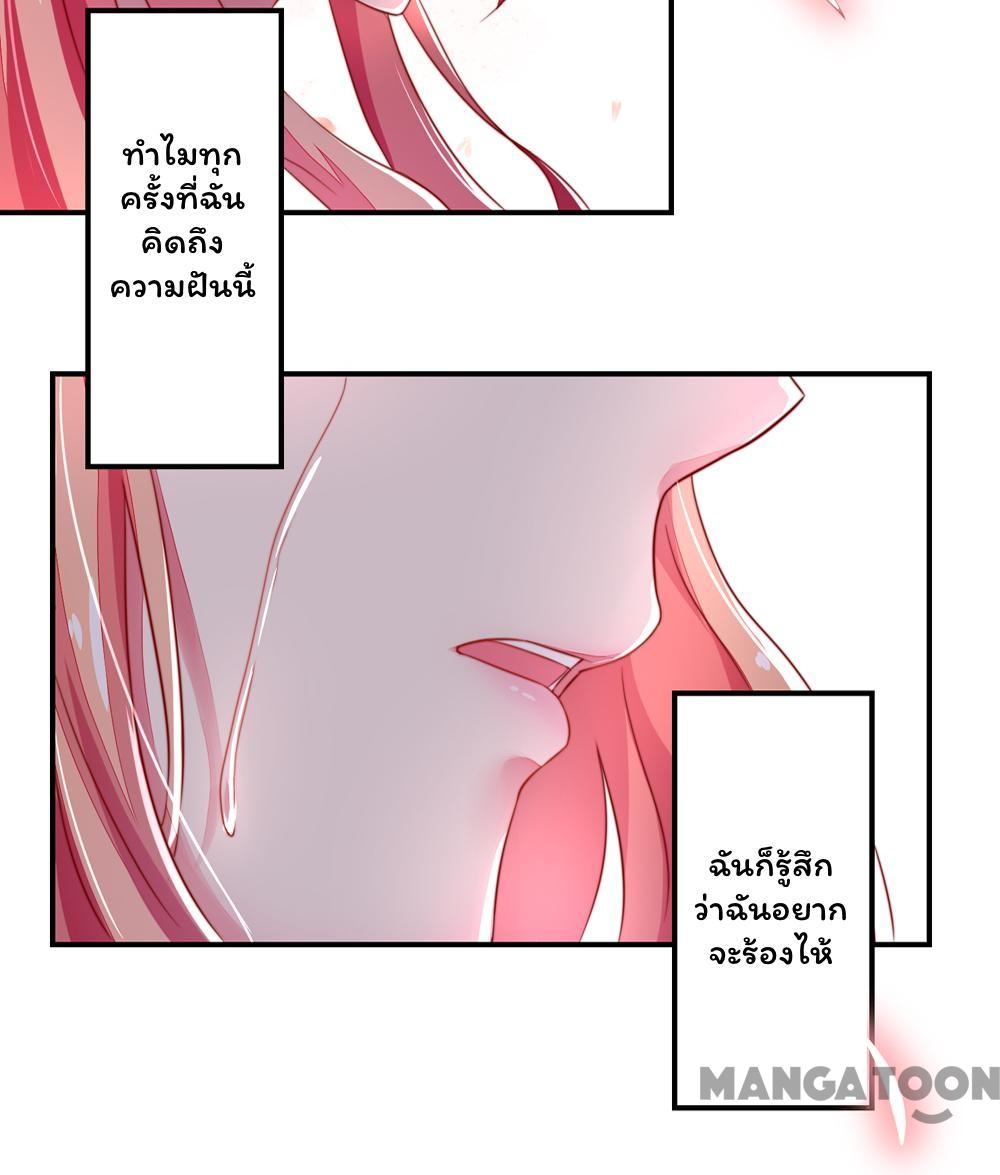 ทำไมทุก
ครั้งที่ฉัน
คิดถึง
ความฝันนี้
ฉันก็รู้สึก
ว่าฉันอยาก
จะร้องไห้
MANGATOON